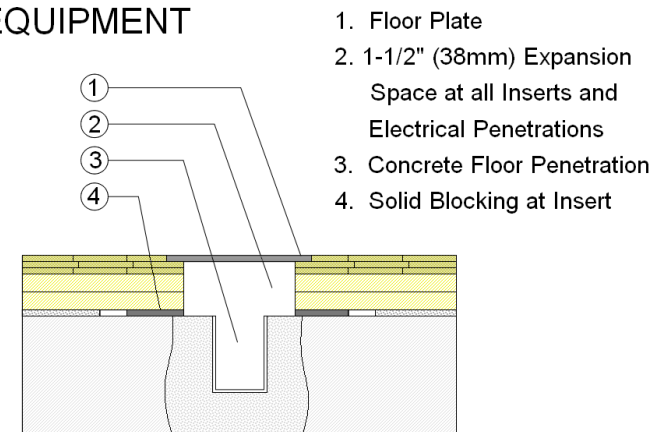 EQUIPMENT
1. Floor Plate
2. 1-1/2" (38mm) Expansion
Space at all Inserts and
Electrical Penetrations
3. Concrete Floor Penetration
4. Solid Blocking at Insert
1
2
3
4